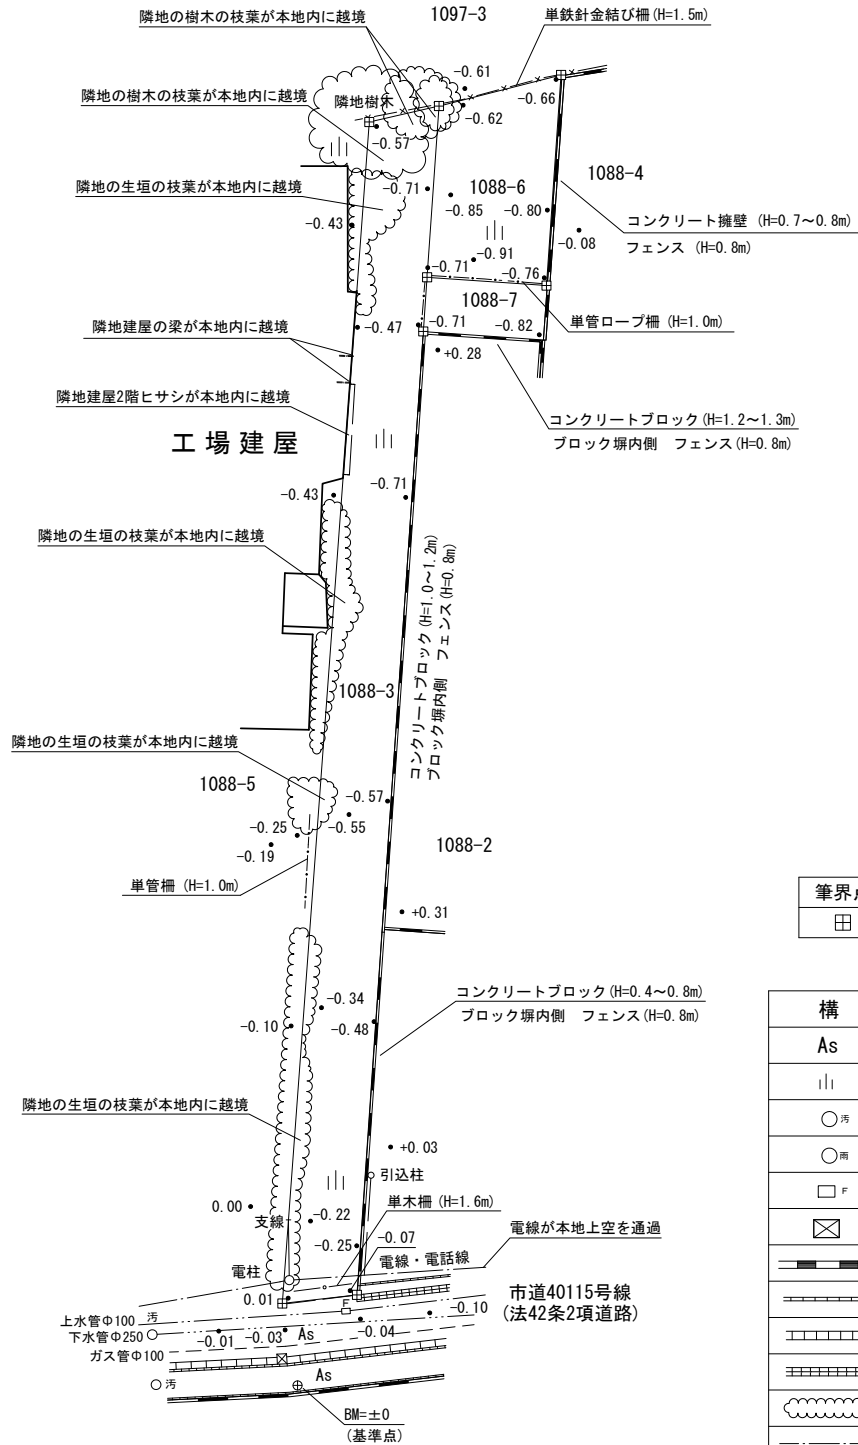 1097-3
隣地の樹木の枝葉が本地内に越境
単鉄針金結び柵(H=1.5m)
隣地の樹木の枝葉が本地内に越境
隣地樹木
-0.61
-0.62
-0.66
-0.57
隣地の生垣の枝葉が本地内に越境
-0.71
1088-6
1088-4
-0.85
-0.80
-0.43
コンクリート擁壁 (H=0.7～0.8m)
フェンス (H=0.8m)
-0.08
-0.91
-0.71
-0.76
1088-7
隣地建屋の梁が本地内に越境
-0.47
-0.71
-0.82
単管ロープ柵(H=1.0m)
+0.28
隣地建屋2階ヒサシが本地内に越境
コンクリートブロック(H=1.2～1.3m)
ブロック塀内側 フェンス(H=0.8m)
工場建屋
-0.43
-0.71
隣地の生垣の枝葉が本地内に越境
コンクリートブロック(H=1.0～1.2m)
ブロック塀内側 フェンス(H=0.8m)
1088-3
隣地の生垣の枝葉が本地内に越境
1088-5
-0.57
-0.55
-0.25
-0.19
1088-2
単管柵 (H=1.0m)
+0.31
筆界点
コンクリートブロック(H=0.4～0.8m)
ブロック塀内側 フェンス(H=0.8m)
-0.34
-0.10
-0.48
構
As
汚
雨
F
隣地の生垣の枝葉が本地内に越境
+0.03
引込柱
0.00
支線
-0.22
単木柵 (H=1.6m)
-0.25
-0.07
電線が本地上空を通過
電柱
電線・電話線
0.01
F
市道40115号線
(法42条2項道路)
上水管Φ100
汚
下水管Φ250
-0.01
-0.03
As
-0.04
-0.10
ガス管Φ100
As
汚
BM=±0
(基準点)